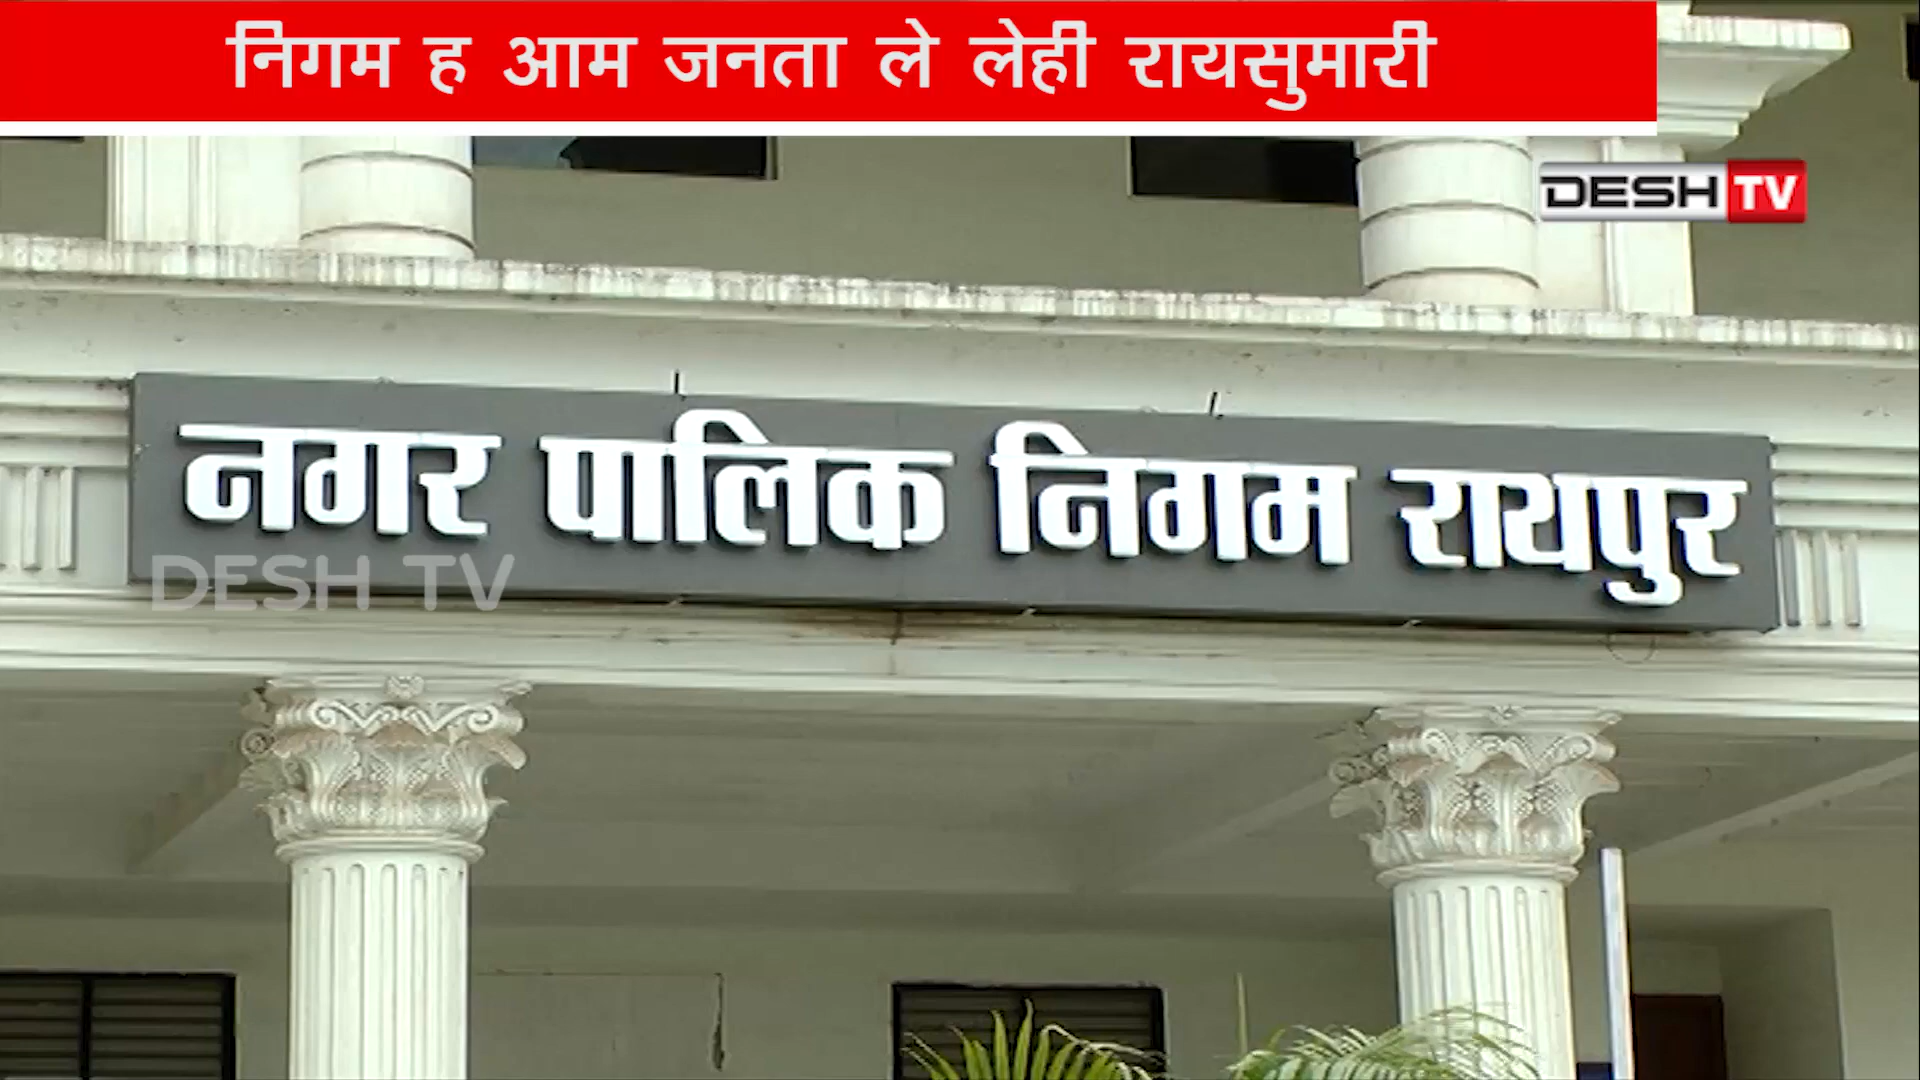 निगम ह आम जनता ले लेही रायसुमारी
DESH TV
नगर पालिक निगम रायपुर
DESH TV